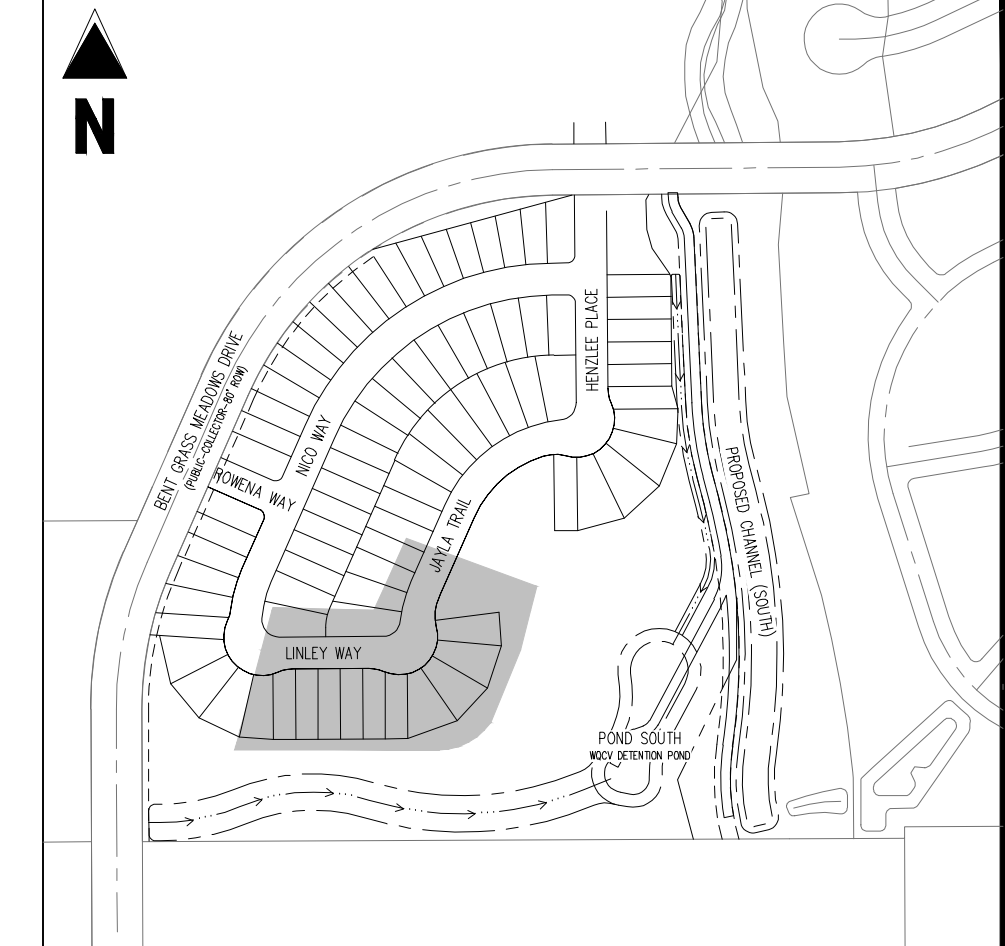 N
HENZLEE PLACE
BENT GRASS MEADOWS DRIVE
(PUBLIC-COLLECTOR-80' ROW)
NICO WAY
ROWENA WAY
JAYLA TRAIL
PROPOSED CHANNEL (SOUTH)
LINLEY WAY
POND SOUTH
WQCV DETENTION POND